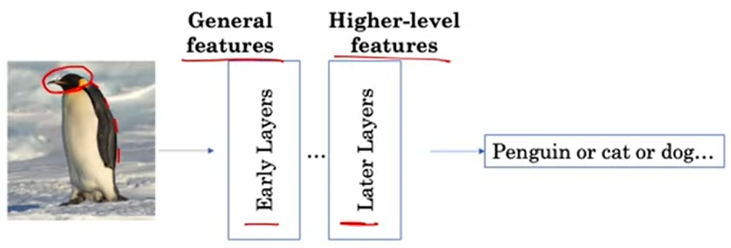 General
features
Higher-level
features
Early Layers
...
Later Layers
Penguin or cat or dog...